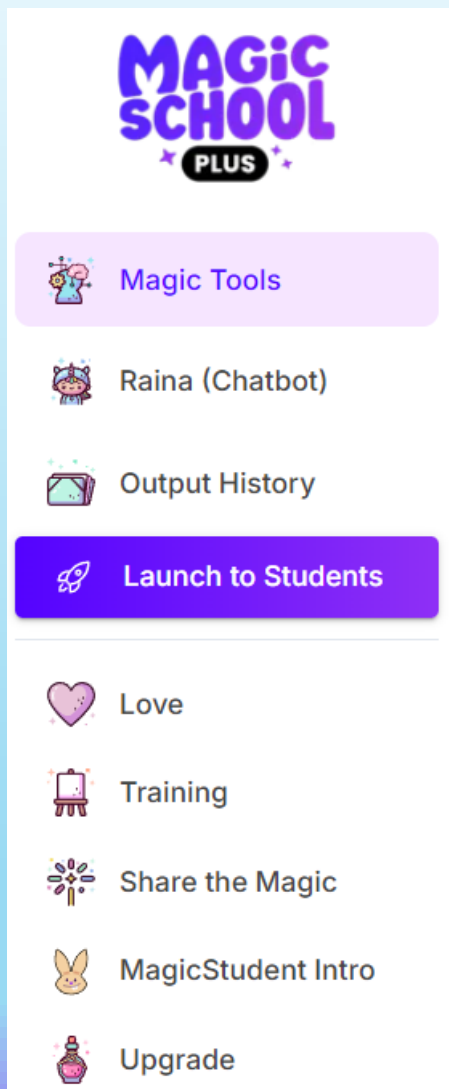 MAGiC
SCHOOL
PLUS
Magic Tools
Raina (Chatbot)
Output History
Launch to Students
Love
Training
Share the Magic
MagicStudent Intro
Upgrade